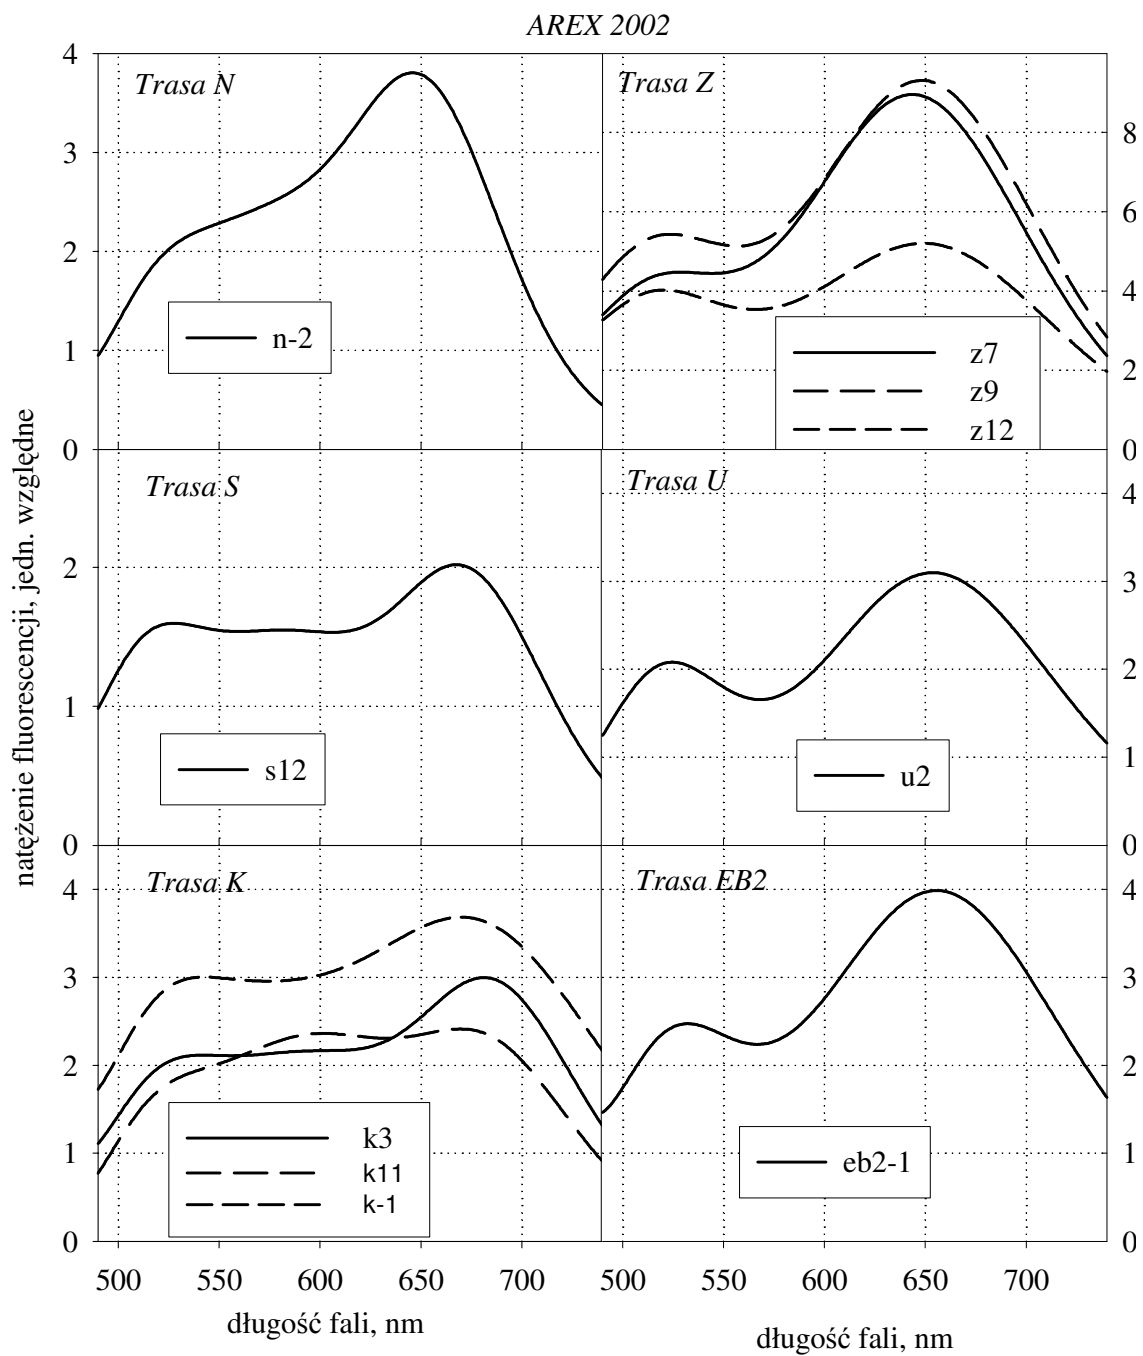 AREX 2002
Trasa N
4
3
2
1
0
n-2
Trasa Z
8
6
4
2
0
z7
z9
z12
Trasa S
2
1
0
s12
Trasa U
4
3
2
1
0
u2
Trasa K
4
3
2
1
0
k3
k11
k-1
Trasa EB2
4
3
2
1
0
eb2-1
natężenie fluorescencji, jedn. względne
500 550 600 650 700
500 550 600 650 700
długość fali, nm
długość fali, nm